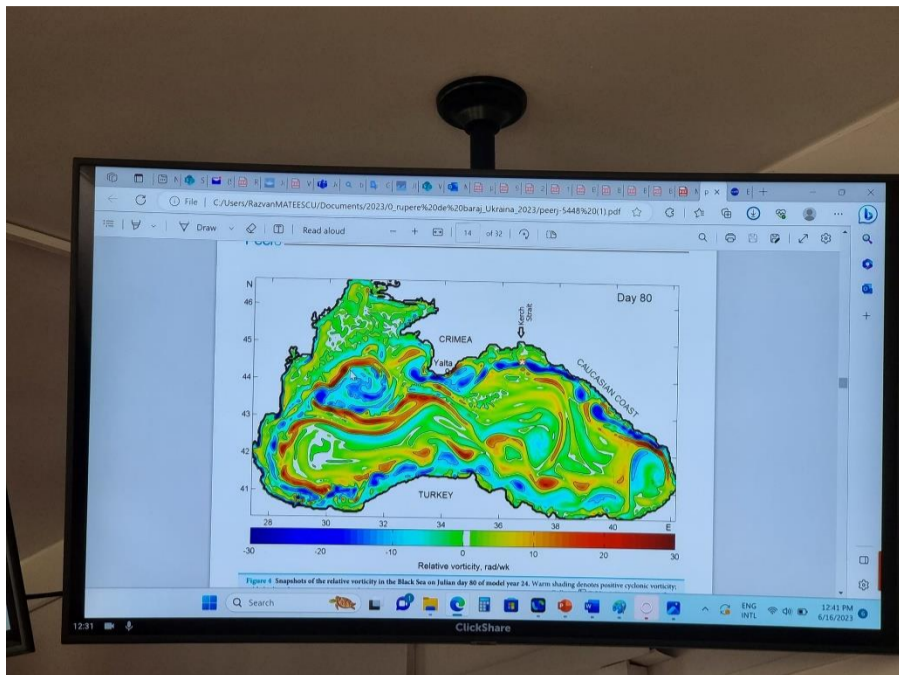 File
C:/Users/RazvanMATEESCU/Documents/2023/0_rupere%20de%20baraj_Ukraina_2023/peerj-5448%20(1).pdf
Draw
Read aloud
14
of 32
N
Day 80
46
45
44
43
42
41
CRIMEA
Yalta
Kerch
Strait
CAUCASIAN COAST
TURKEY
28 30 32 34 36 38 40 E
-30 -20 -10 0 10 20 30
Relative vorticity, rad/wk
Figure 4 Snapshots of the relative vorticity in the Black Sea on Julian day 80 of model year 24. Warm shading denotes positive cyclonic vorticity;
Search
ENG
INTL
12:41 PM
6/16/2023
12:31
ClickShare